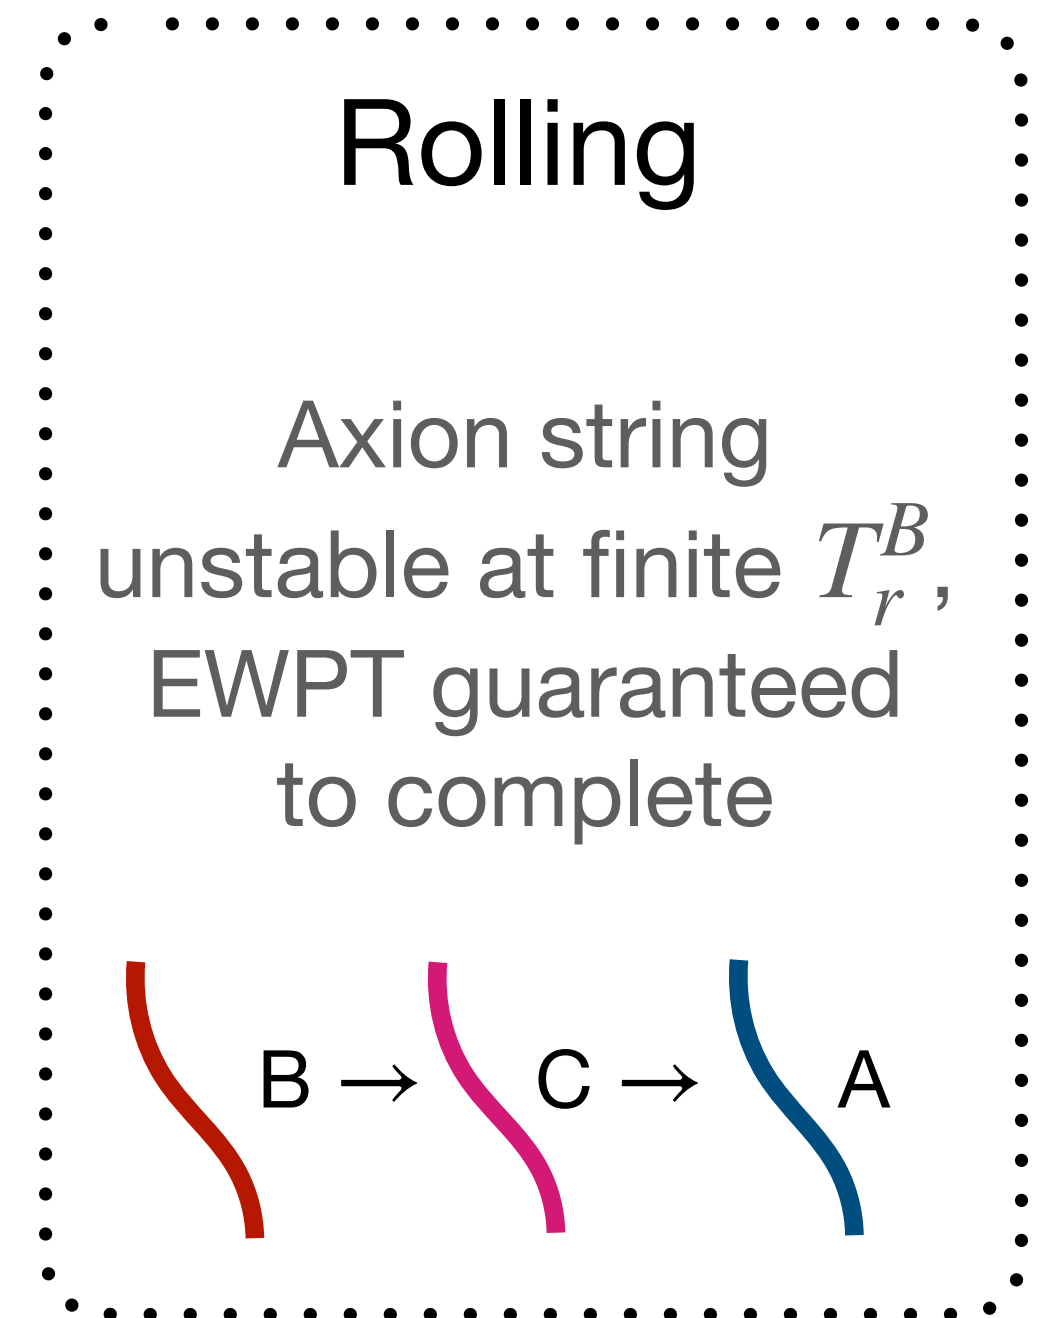 Rolling
Axion string
unstable at finite $T_r^B$,
EWPT guaranteed
to complete
B → C → A